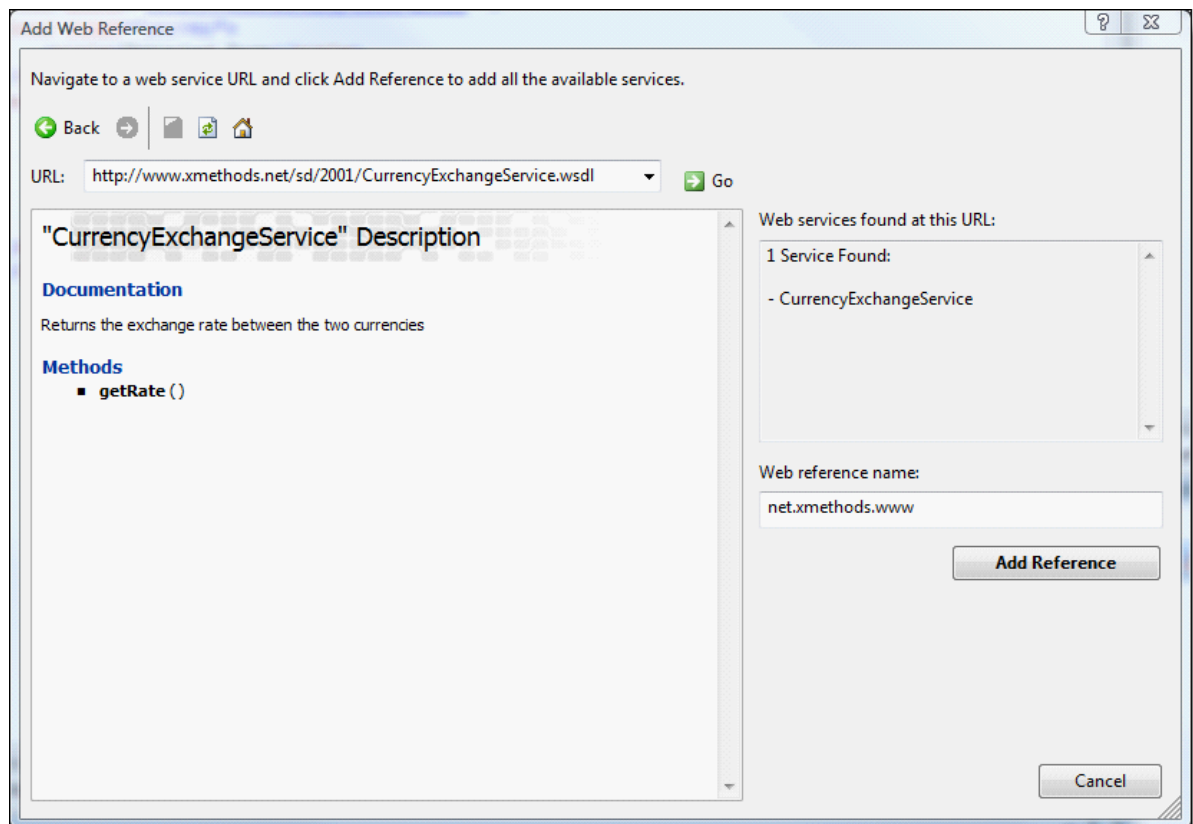 Add Web Reference
Navigate to a web service URL and click Add Reference to add all the available services.
Back
URL: http://www.xmethods.net/sd/2001/CurrencyExchangeService.wsdl Go
"CurrencyExchangeService" Description
Documentation
Returns the exchange rate between the two currencies
Methods
getRate ()
Web services found at this URL:
1 Service Found:
- CurrencyExchangeService
Web reference name:
net.xmethods.www
Add Reference
Cancel